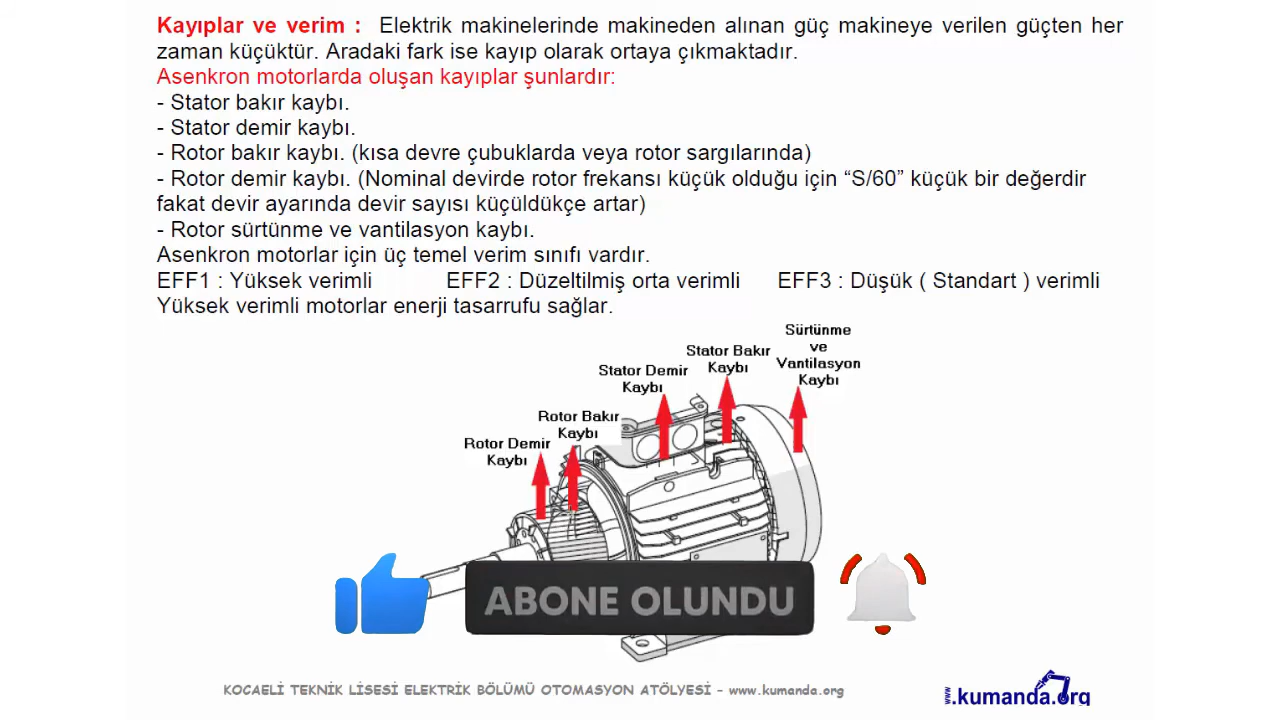 Kayıplar ve verim : Elektrik makinelerinde makineden alınan güç makineye verilen güçten her
zaman küçüktür. Aradaki fark ise kayıp olarak ortaya çıkmaktadır.
Asenkron motorlarda oluşan kayıplar şunlardır:
- Stator bakır kaybı.
- Stator demir kaybı.
- Rotor bakır kaybı. (kısa devre çubuklarda veya rotor sargılarında)
- Rotor demir kaybı. (Nominal devirde rotor frekansı küçük olduğu için “S/60” küçük bir değerdir
fakat devir ayarında devir sayısı küçüldükçe artar)
- Rotor sürtünme ve vantilasyon kaybı.
Asenkron motorlar için üç temel verim sınıfı vardır.
EFF1 : Yüksek verimli EFF2 : Düzeltilmiş orta verimli EFF3 : Düşük ( Standart ) verimli
Yüksek verimli motorlar enerji tasarrufu sağlar.
Sürtünme
ve
Vantilasyon
Kaybı
Stator Bakır
Kaybı
Stator Demir
Kaybı
Rotor Bakır
Kaybı
Rotor Demir
Kaybı
ABONE OLUNDU
KOCAELİ TEKNİK LİSESİ ELEKTRİK BÖLÜMÜ OTOMASYON ATÖLYESİ - www.kumanda.org
www.kumanda.org